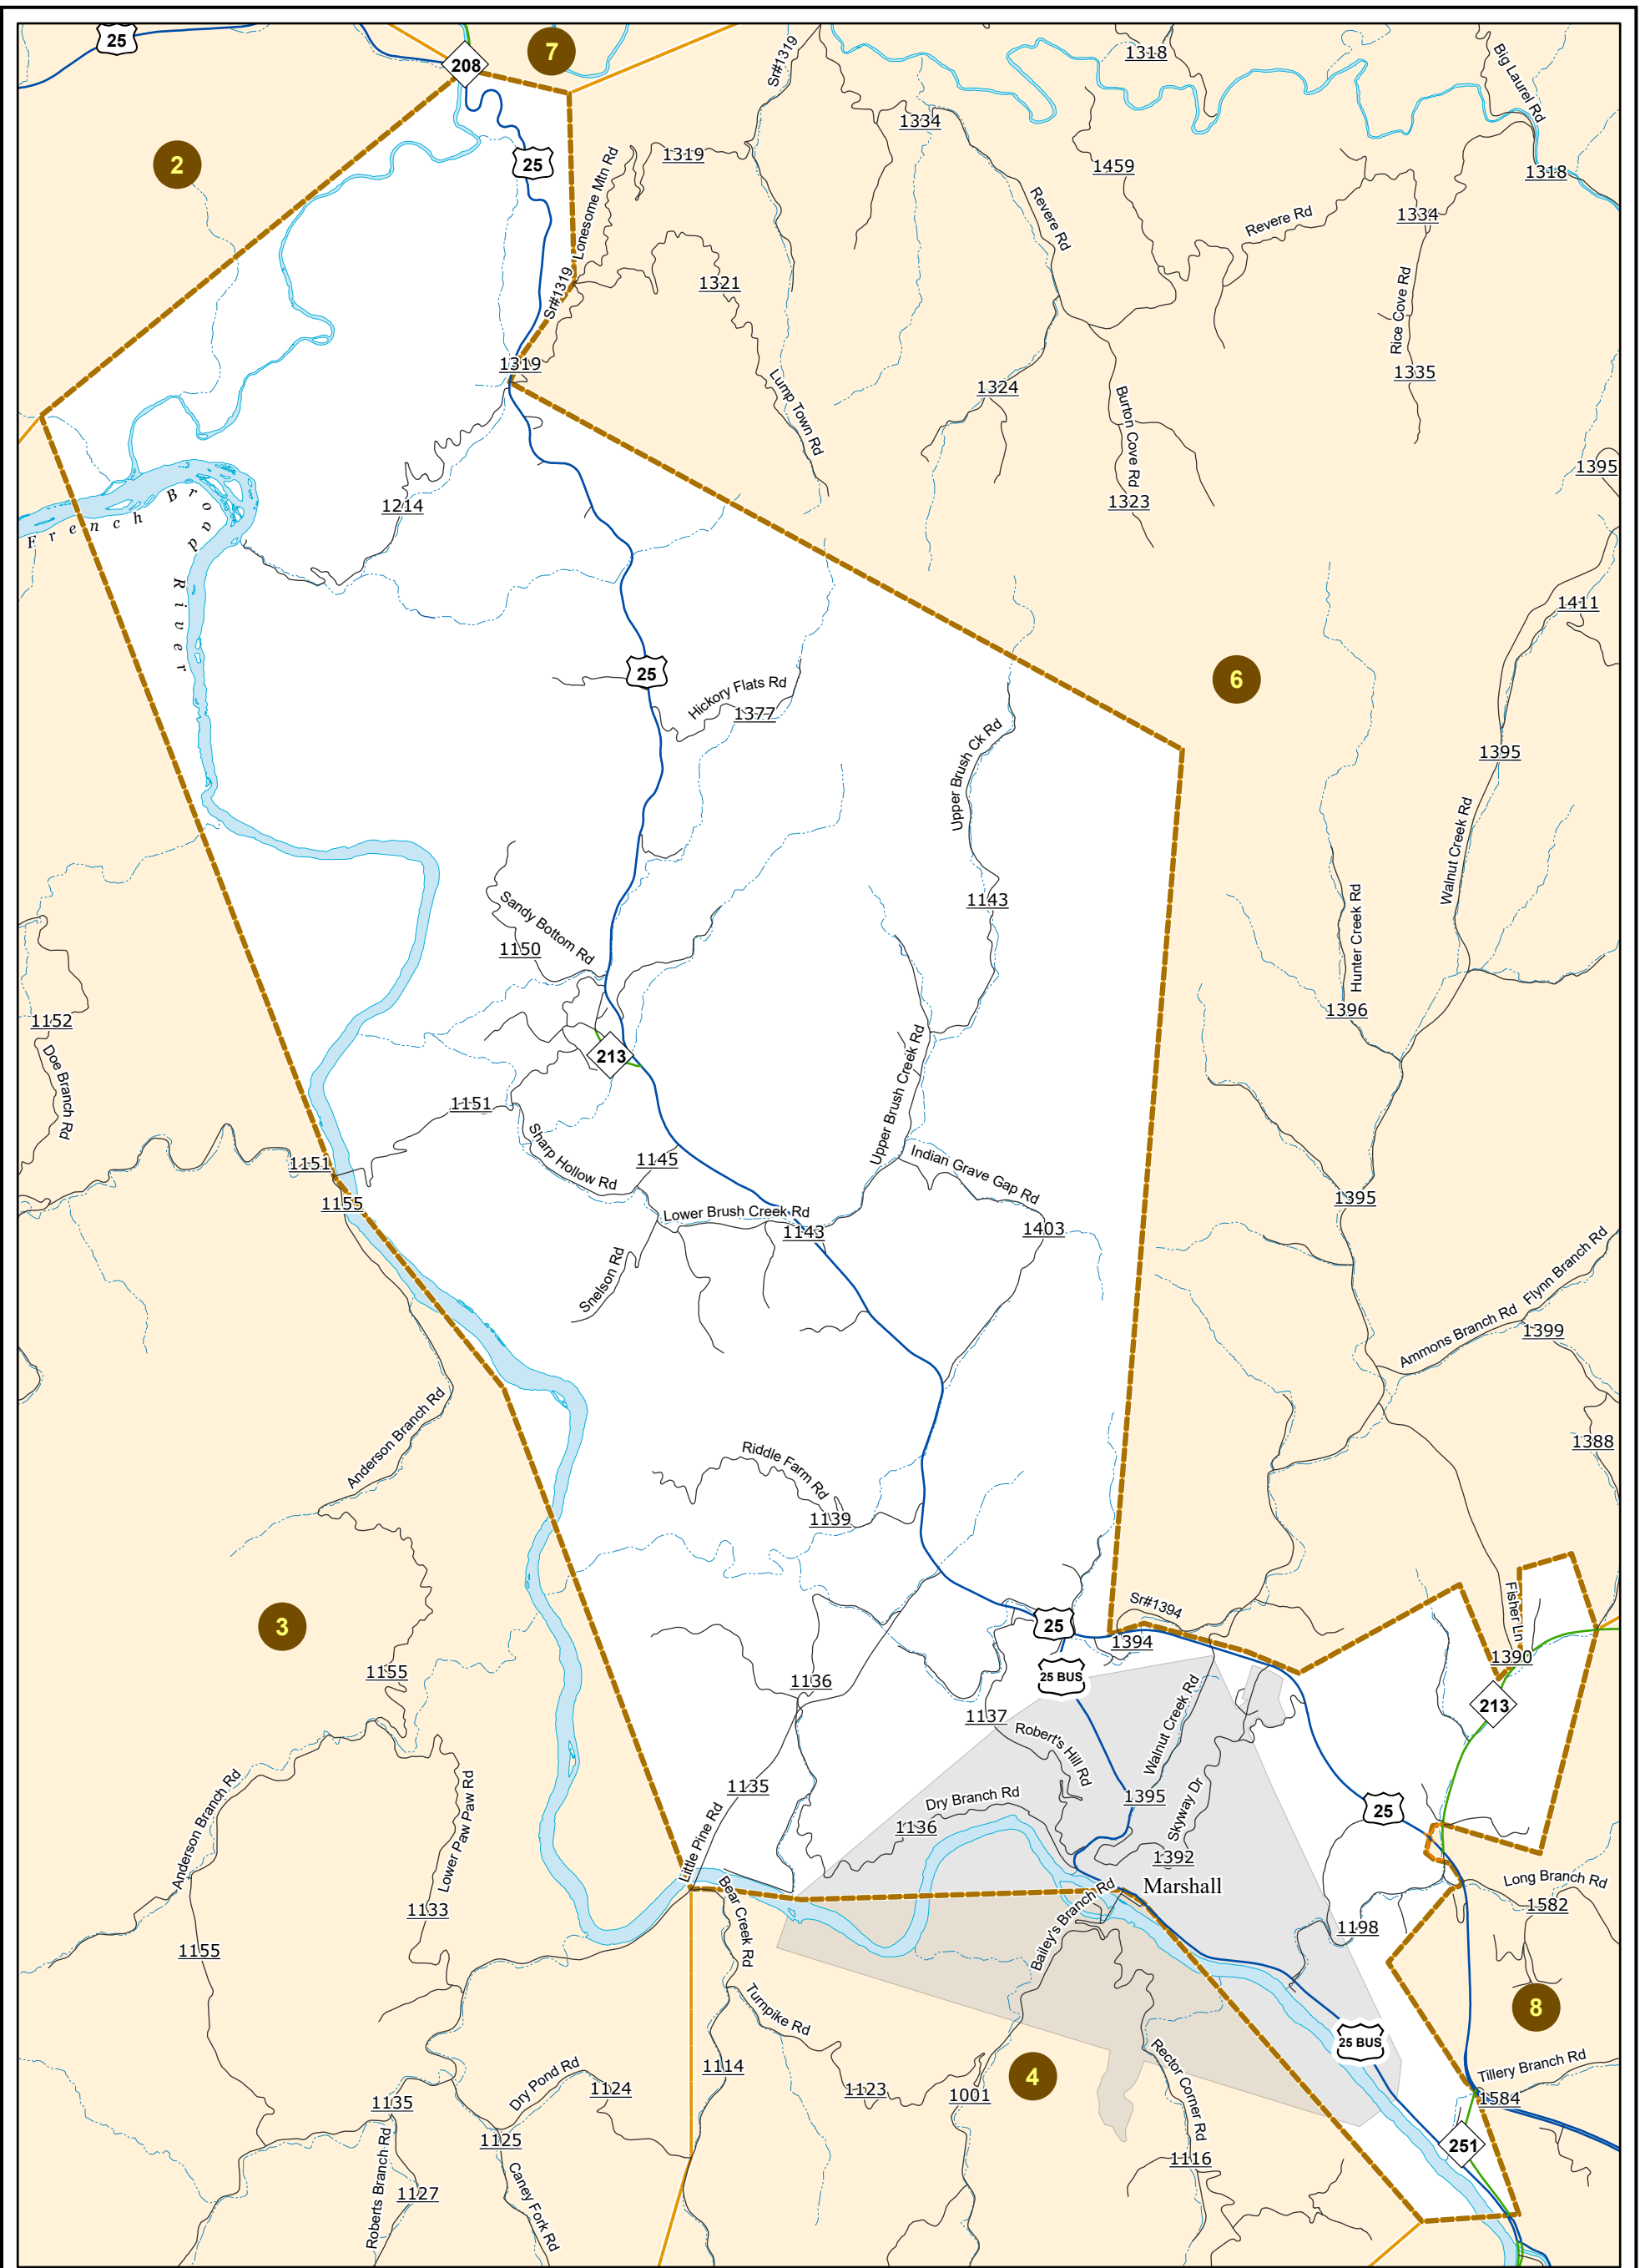 25
208
7
Sr#1319
1318
Big Laurel Rd
1334
2
25
1319
1459
1318
Lonesome Mtn Rd
Revere Rd
Revere Rd
1334
Sr#1319
1321
Rice Cove Rd
1319
1335
Lump Town Rd
1324
Burton Cove Rd
1395
1323
1214
French Broad River
1411
25
Hickory Flats Rd
1377
6
Upper Brush Ck Rd
1395
Walnut Creek Rd
1143
Sandy Bottom Rd
1150
Hunter Creek Rd
1396
1152
Doe Branch Rd
213
Upper Brush Creek Rd
1151
Sharp Hollow Rd
1145
Indian Grave Gap Rd
1151
1155
Lower Brush Creek Rd
1143
1403
1395
Snelson Rd
Flynn Branch Rd
Ammons Branch Rd
1399
Anderson Branch Rd
1388
Riddle Farm Rd
1139
3
25
Sr#1394
1394
Fisher Ln
1390
1155
1136
25 BUS
213
1137
Robert's Hill Rd
Walnut Creek Rd
1135
Dry Branch Rd
1395
Skyway Dr
25
Anderson Branch Rd
Lower Paw Paw Rd
Little Pine Rd
1136
1392
Marshall
Long Branch Rd
1582
1133
Bear Creek Rd
Bailey's Branch Rd
1198
1155
Turnpike Rd
8
25 BUS
Dry Pond Rd
1114
4
Rector Corner Rd
Tillery Branch Rd
1135
1124
1123
1001
1584
1125
251
Roberts Branch Rd
1127
Caney Fork Rd
1116